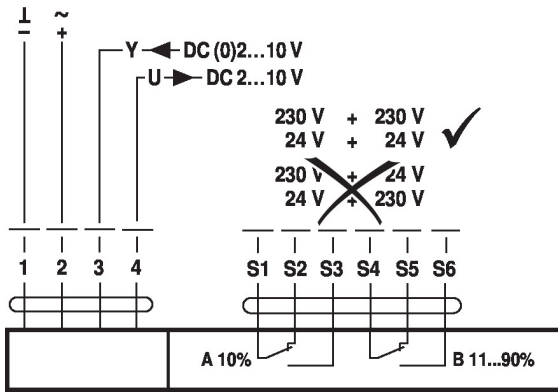 ⊥ ~
− +
Y DC (0)2...10 V
U DC 2...10 V
230 V + 230 V
24 V + 24 V
230 V + 24 V
24 V + 230 V
1 2 3 4 S1 S2 S3 S4 S5 S6
A 10% B 11...90%